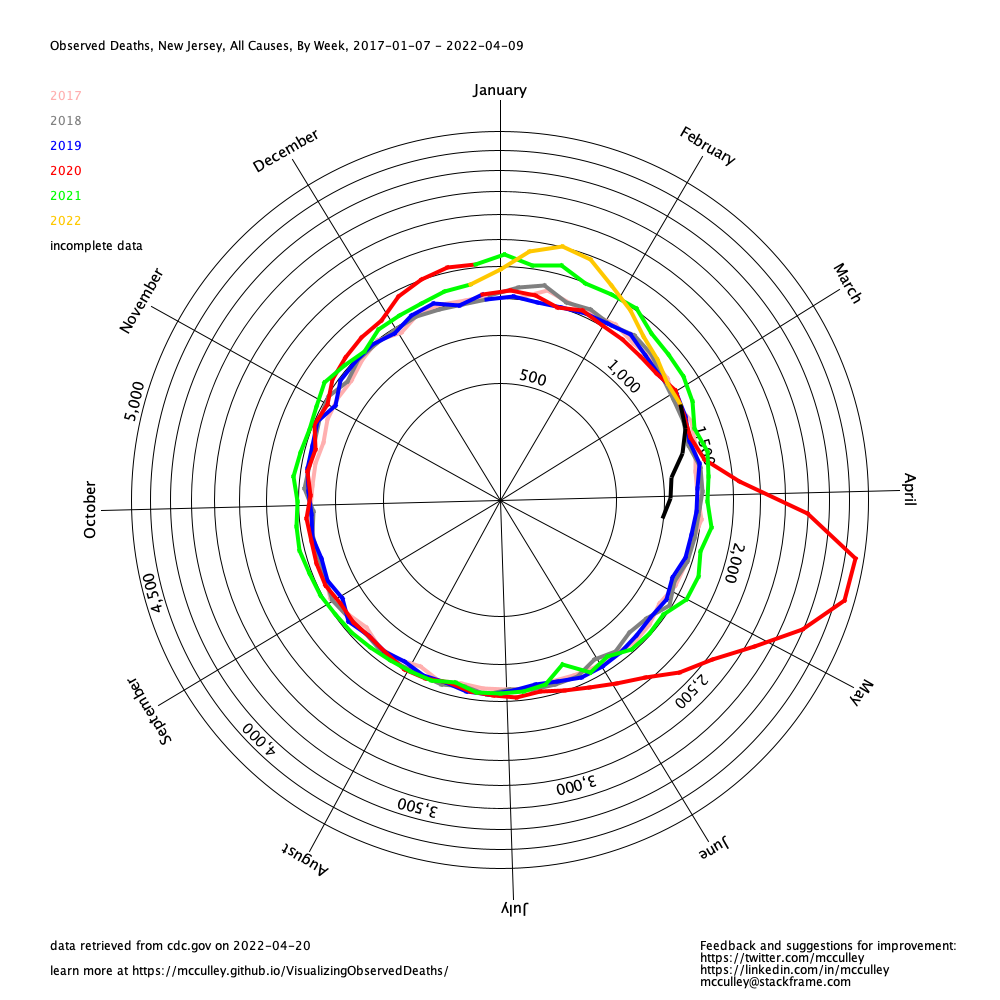 Observed Deaths, New Jersey, All Causes, By Week, 2017-01-07 - 2022-04-09
January
2017
2018
2019
2020
2021
2022
incomplete data
December
February
November
March
500
1,000
5,000
1,500
October
April
2,000
4,500
September
May
2,500
4,000
3,000
3,500
August
June
July
data retrieved from cdc.gov on 2022-04-20
learn more at https://mcculley.github.io/VisualizingObservedDeaths/
Feedback and suggestions for improvement:
https://twitter.com/mcculley
https://linkedin.com/in/mcculley
mcculley@stackframe.com